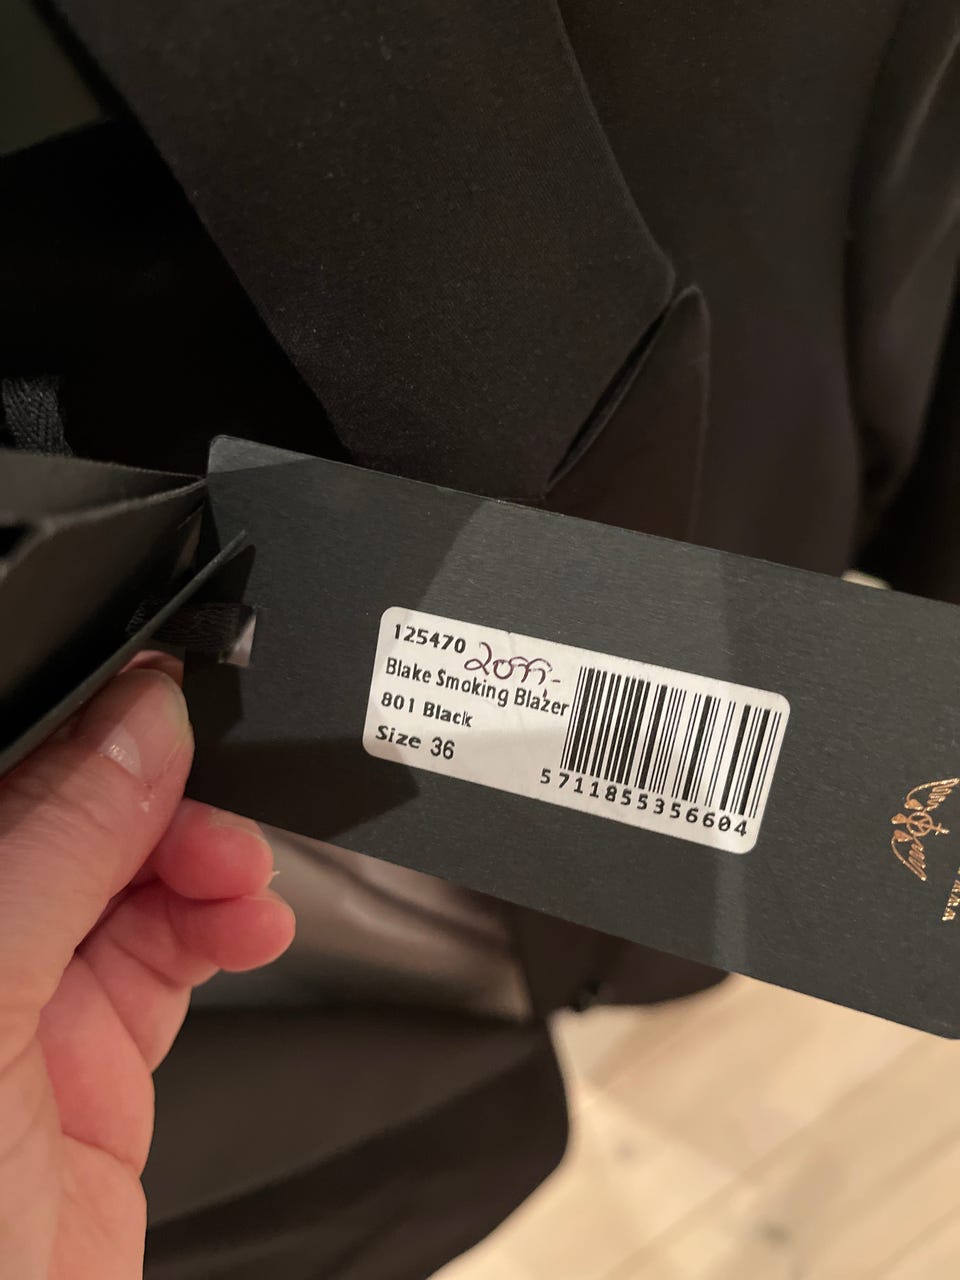 125470
2099,-
Blake Smoking Blazer
801 Black
Size 36
5711855356604